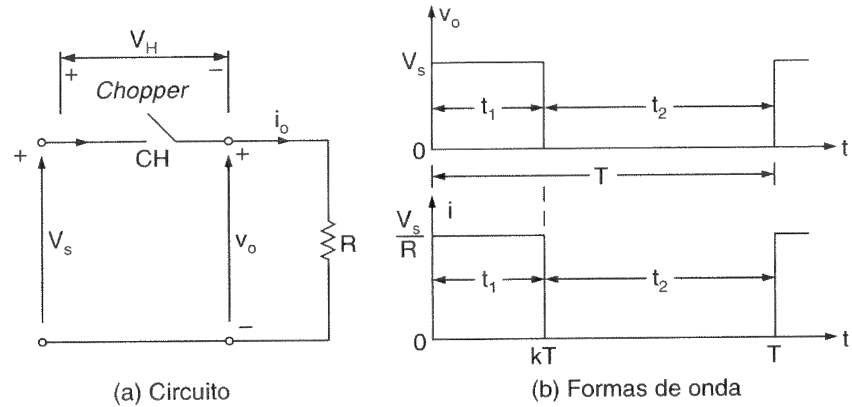 V_H
+ −
Chopper
i_o
+ CH +
V_s v_o R
−
(a) Circuito
v_o
V_s
t_1 t_2
0 t
T
V_s/R i
t_1 t_2
0 t
kT T
(b) Formas de onda